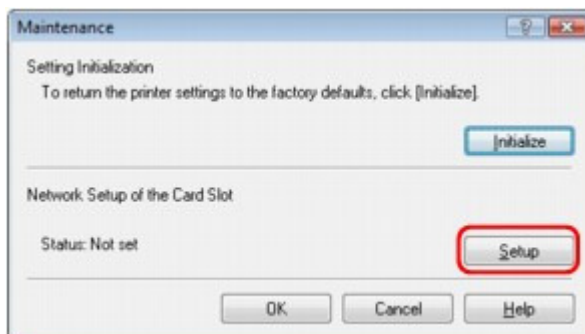 Maintenance
Setting Initialization
To return the printer settings to the factory defaults, click [Initialize].
Initialize
Network Setup of the Card Slot
Status: Not set
Setup
OK
Cancel
Help